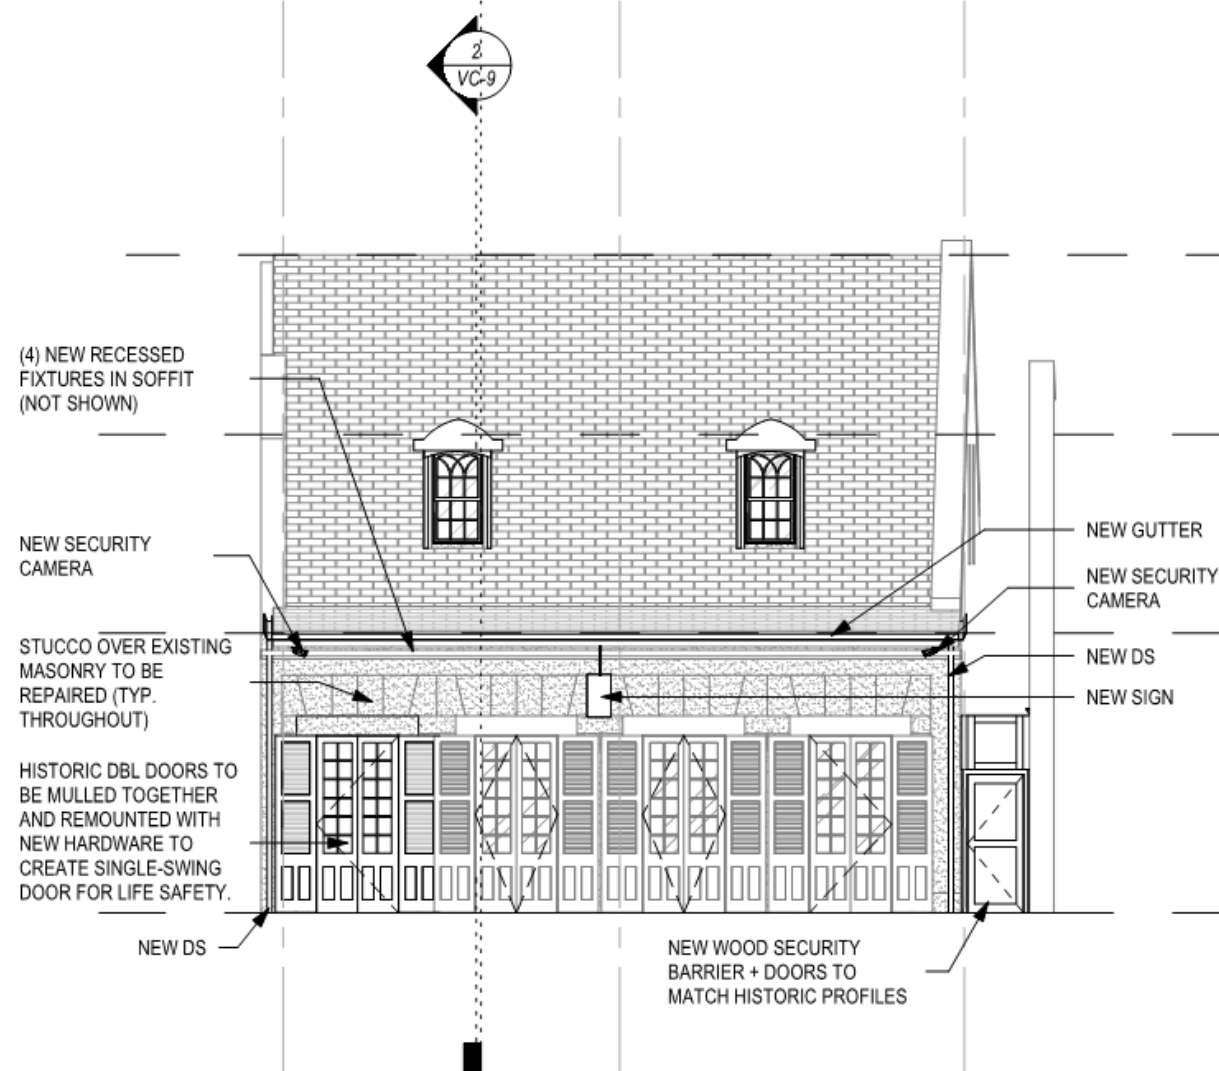 2
VC-9
(4) NEW RECESSED
FIXTURES IN SOFFIT
(NOT SHOWN)
NEW SECURITY
CAMERA
STUCCO OVER EXISTING
MASONRY TO BE
REPAIRED (TYP.
THROUGHOUT)
HISTORIC DBL DOORS TO
BE MULLED TOGETHER
AND REMOUNTED WITH
NEW HARDWARE TO
CREATE SINGLE-SWING
DOOR FOR LIFE SAFETY.
NEW DS
NEW GUTTER
NEW SECURITY
CAMERA
NEW DS
NEW SIGN
NEW WOOD SECURITY
BARRIER + DOORS TO
MATCH HISTORIC PROFILES